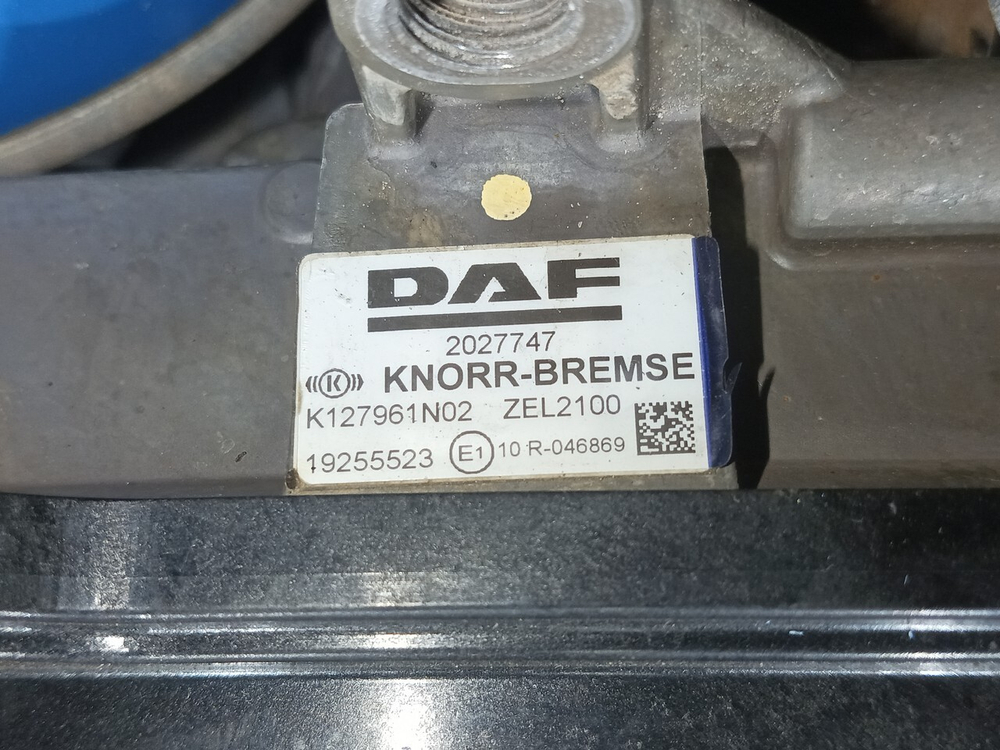 DAF
2027747
K KNORR-BREMSE
K127961N02 ZEL2100
19255523 E1 10 R-046869